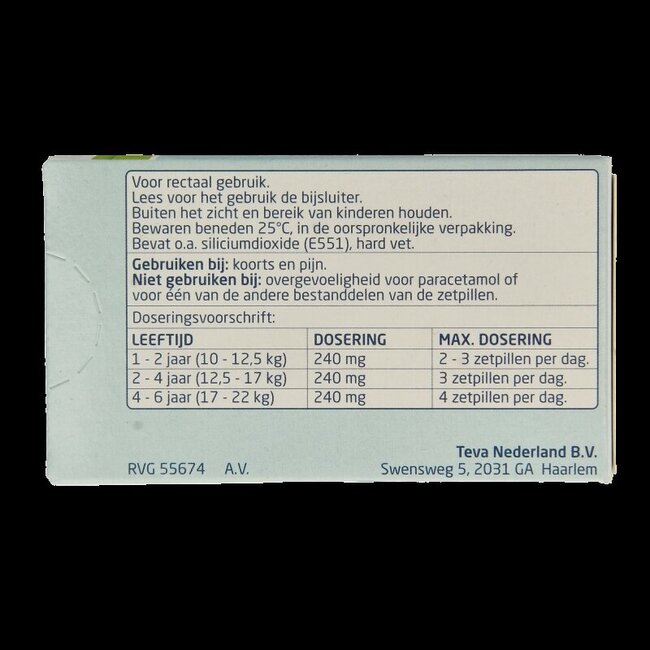 Voor rectaal gebruik.
Lees voor het gebruik de bijsluiter.
Buiten het zicht en bereik van kinderen houden.
Bewaren beneden 25°C, in de oorspronkelijke verpakking.
Bevat o.a. siliciumdioxide (E551), hard vet.
Gebruiken bij: koorts en pijn.
Niet gebruiken bij: overgevoeligheid voor paracetamol of
voor één van de andere bestanddelen van de zetpillen.
Doseringsvoorschrift:
LEEFTIJD DOSERING MAX. DOSERING
1 - 2 jaar (10 - 12,5 kg) 240 mg 2 - 3 zetpillen per dag.
2 - 4 jaar (12,5 - 17 kg) 240 mg 3 zetpillen per dag.
4 - 6 jaar (17 - 22 kg) 240 mg 4 zetpillen per dag.
Teva Nederland B.V.
RVG 55674 A.V. Swensweg 5, 2031 GA Haarlem